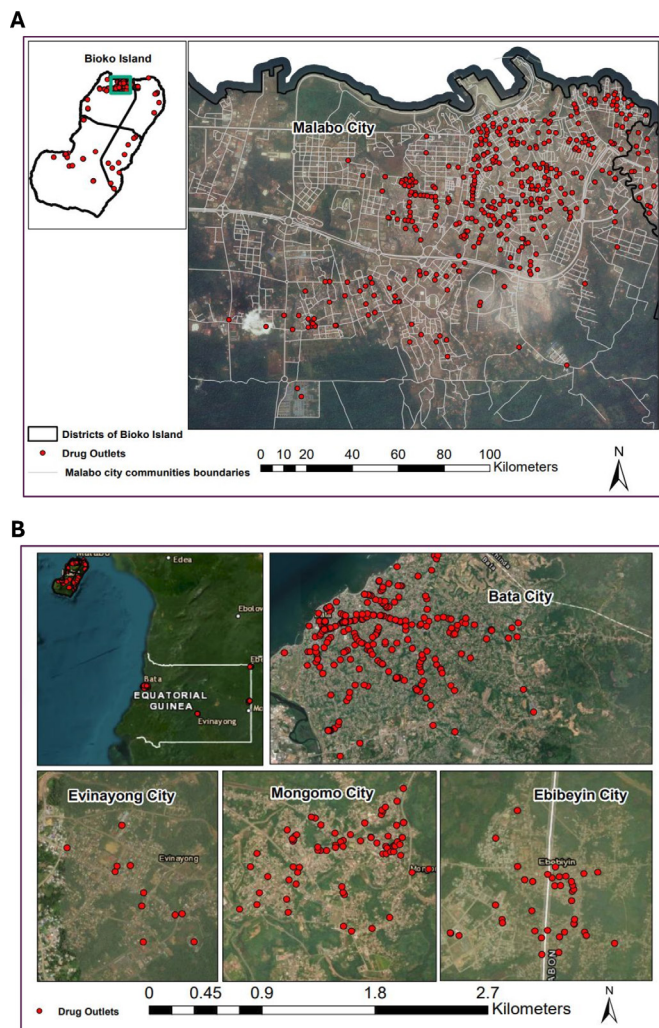 A
Bioko Island
Malabo City
Districts of Bioko Island
Drug Outlets
Malabo city communities boundaries
0 10 20 40 60 80 100
Kilometers
N
B
Edea
Ebolow
Bata
EQUATORIAL
GUINEA
Evinayong
Bata City
Evinayong City
Evinayong
Mongomo City
Ebibeyin City
Ebebiyin
Drug Outlets
0 0.45 0.9 1.8 2.7
Kilometers
N